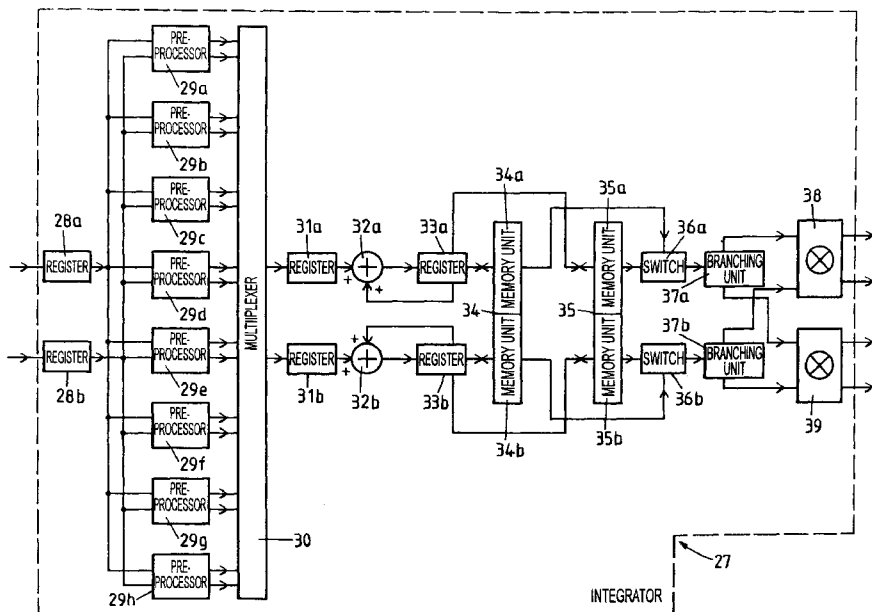 PRE-
PROCESSOR
29a
PRE-
PROCESSOR
29b
PRE-
PROCESSOR
29c
PRE-
PROCESSOR
29d
PRE-
PROCESSOR
29e
PRE-
PROCESSOR
29f
PRE-
PROCESSOR
29g
PRE-
PROCESSOR
29h
28a
REGISTER
REGISTER
28b
MULTIIPLEXER
30
31a
REGISTER
REGISTER
31b
32a
+
+
+
+
+
+
32b
33a
REGISTER
REGISTER
33b
34a
MEMORY UNIT
34
MEMORY UNIT
34b
35a
MEMORY UNIT
35
MEMORY UNIT
35b
36a
SWITCH
SWITCH
36b
BRANCHING
UNIT
37a
37b
BRANCHING
UNIT
38
39
27
INTEGRATOR